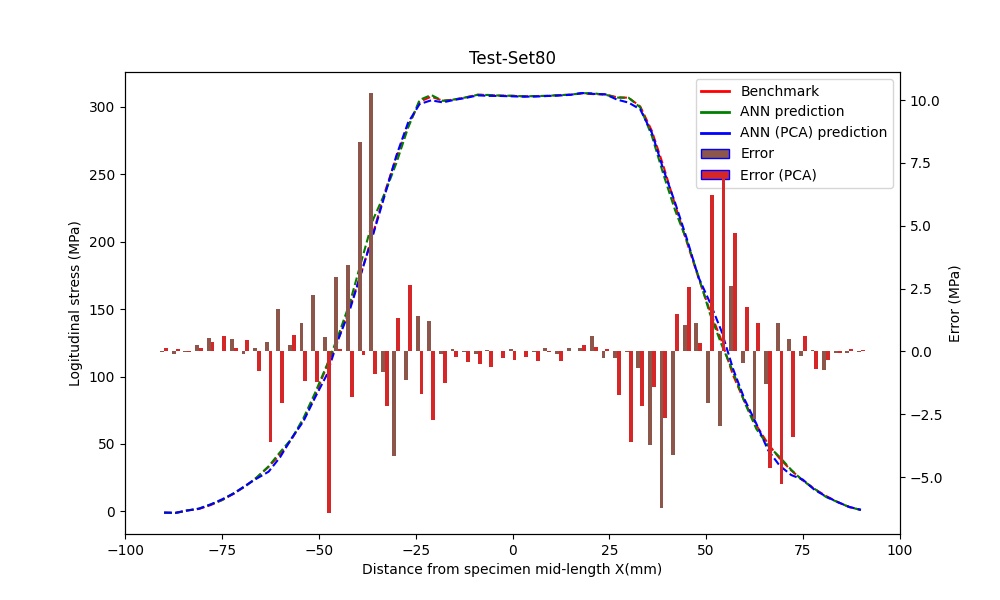 Test-Set80
Benchmark
ANN prediction
ANN (PCA) prediction
Error
Error (PCA)
300
250
200
150
100
50
0
Logitudinal stress (MPa)
10.0
7.5
5.0
2.5
0.0
−2.5
−5.0
Error (MPa)
−100 −75 −50 −25 0 25 50 75 100
Distance from specimen mid-length X(mm)